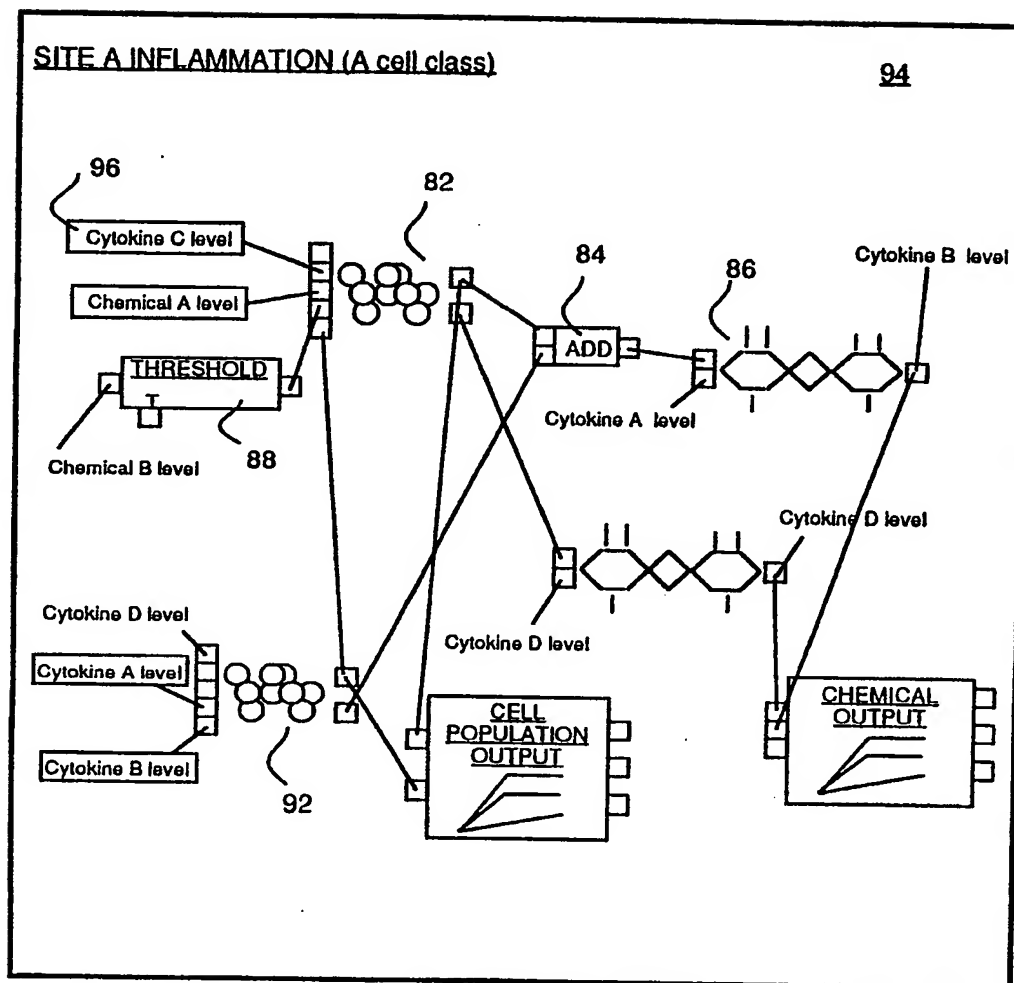 SITE A INFLAMMATION (A cell class)
94
96
82
Cytokine C level
84
86
Cytokine B level
Chemical A level
ADD
THRESHOLD
T
Cytokine A level
Chemical B level
88
Cytokine D level
Cytokine D level
Cytokine D level
Cytokine A level
Cytokine B level
92
CELL
POPULATION
OUTPUT
CHEMICAL
OUTPUT